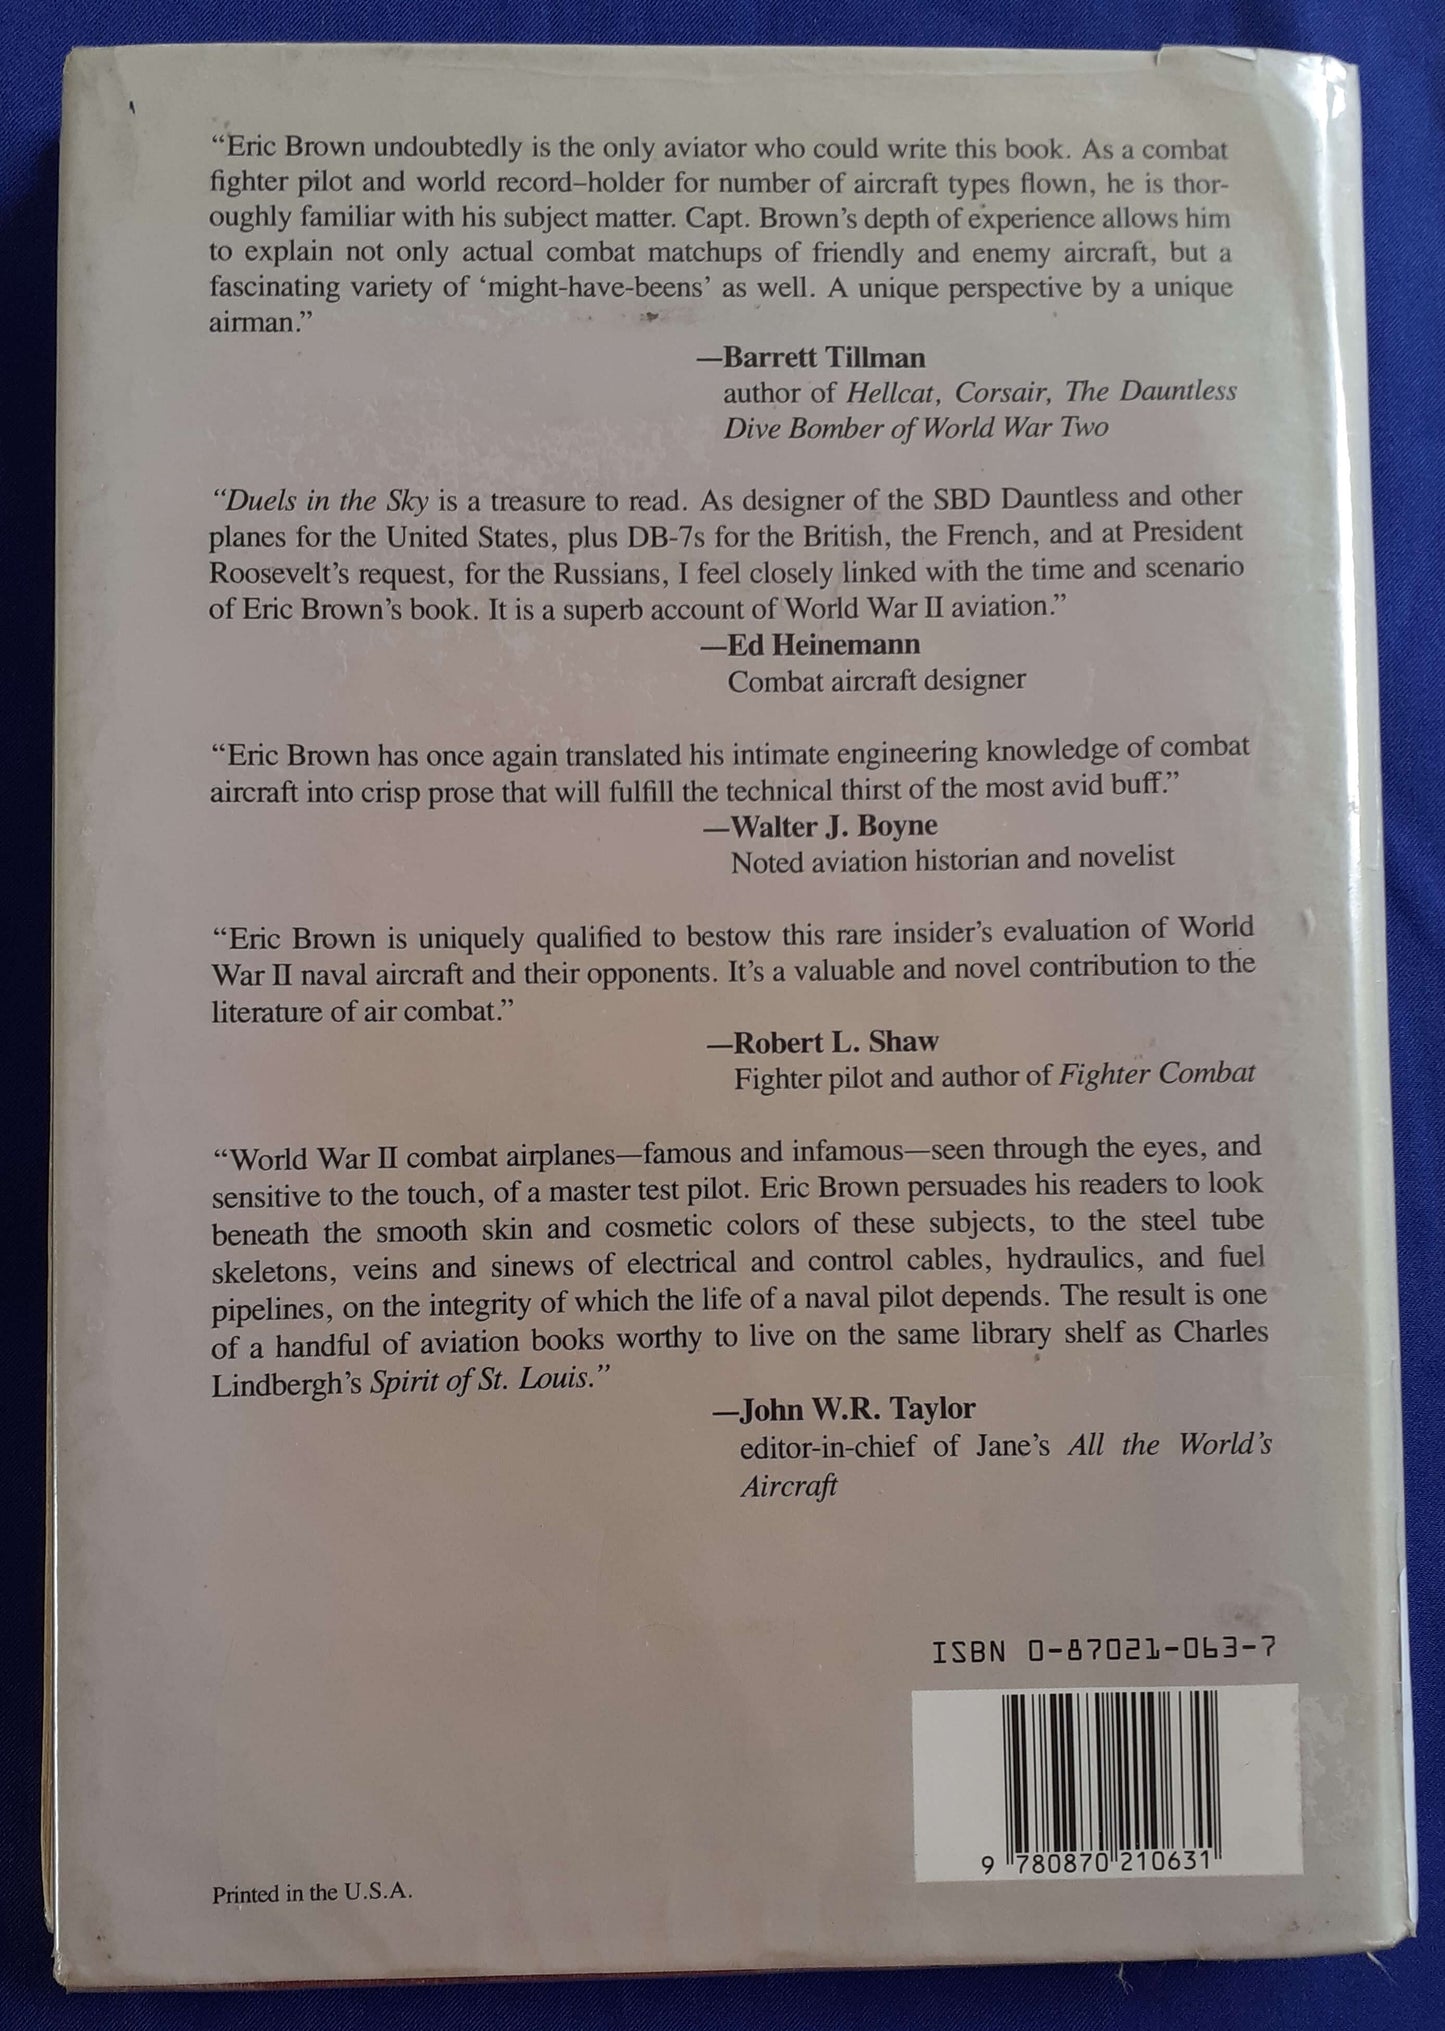 “Eric Brown undoubtedly is the only aviator who could write this book. As a combat
fighter pilot and world record–holder for number of aircraft types flown, he is thor-
oughly familiar with his subject matter. Capt. Brown’s depth of experience allows him
to explain not only actual combat matchups of friendly and enemy aircraft, but a
fascinating variety of ‘might-have-beens’ as well. A unique perspective by a unique
airman.”
—Barrett Tillman
author of Hellcat, Corsair, The Dauntless
Dive Bomber of World War Two
“Duels in the Sky is a treasure to read. As designer of the SBD Dauntless and other
planes for the United States, plus DB-7s for the British, the French, and at President
Roosevelt’s request, for the Russians, I feel closely linked with the time and scenario
of Eric Brown’s book. It is a superb account of World War II aviation.”
—Ed Heinemann
Combat aircraft designer
“Eric Brown has once again translated his intimate engineering knowledge of combat
aircraft into crisp prose that will fulfill the technical thirst of the most avid buff.”
—Walter J. Boyne
Noted aviation historian and novelist
“Eric Brown is uniquely qualified to bestow this rare insider’s evaluation of World
War II naval aircraft and their opponents. It’s a valuable and novel contribution to the
literature of air combat.”
—Robert L. Shaw
Fighter pilot and author of Fighter Combat
“World War II combat airplanes—famous and infamous—seen through the eyes, and
sensitive to the touch, of a master test pilot. Eric Brown persuades his readers to look
beneath the smooth skin and cosmetic colors of these subjects, to the steel tube
skeletons, veins and sinews of electrical and control cables, hydraulics, and fuel
pipelines, on the integrity of which the life of a naval pilot depends. The result is one
of a handful of aviation books worthy to live on the same library shelf as Charles
Lindbergh’s Spirit of St. Louis.”
—John W.R. Taylor
editor-in-chief of Jane’s All the World’s
Aircraft
ISBN 0-87021-063-7
9 780870 210631
Printed in the U.S.A.